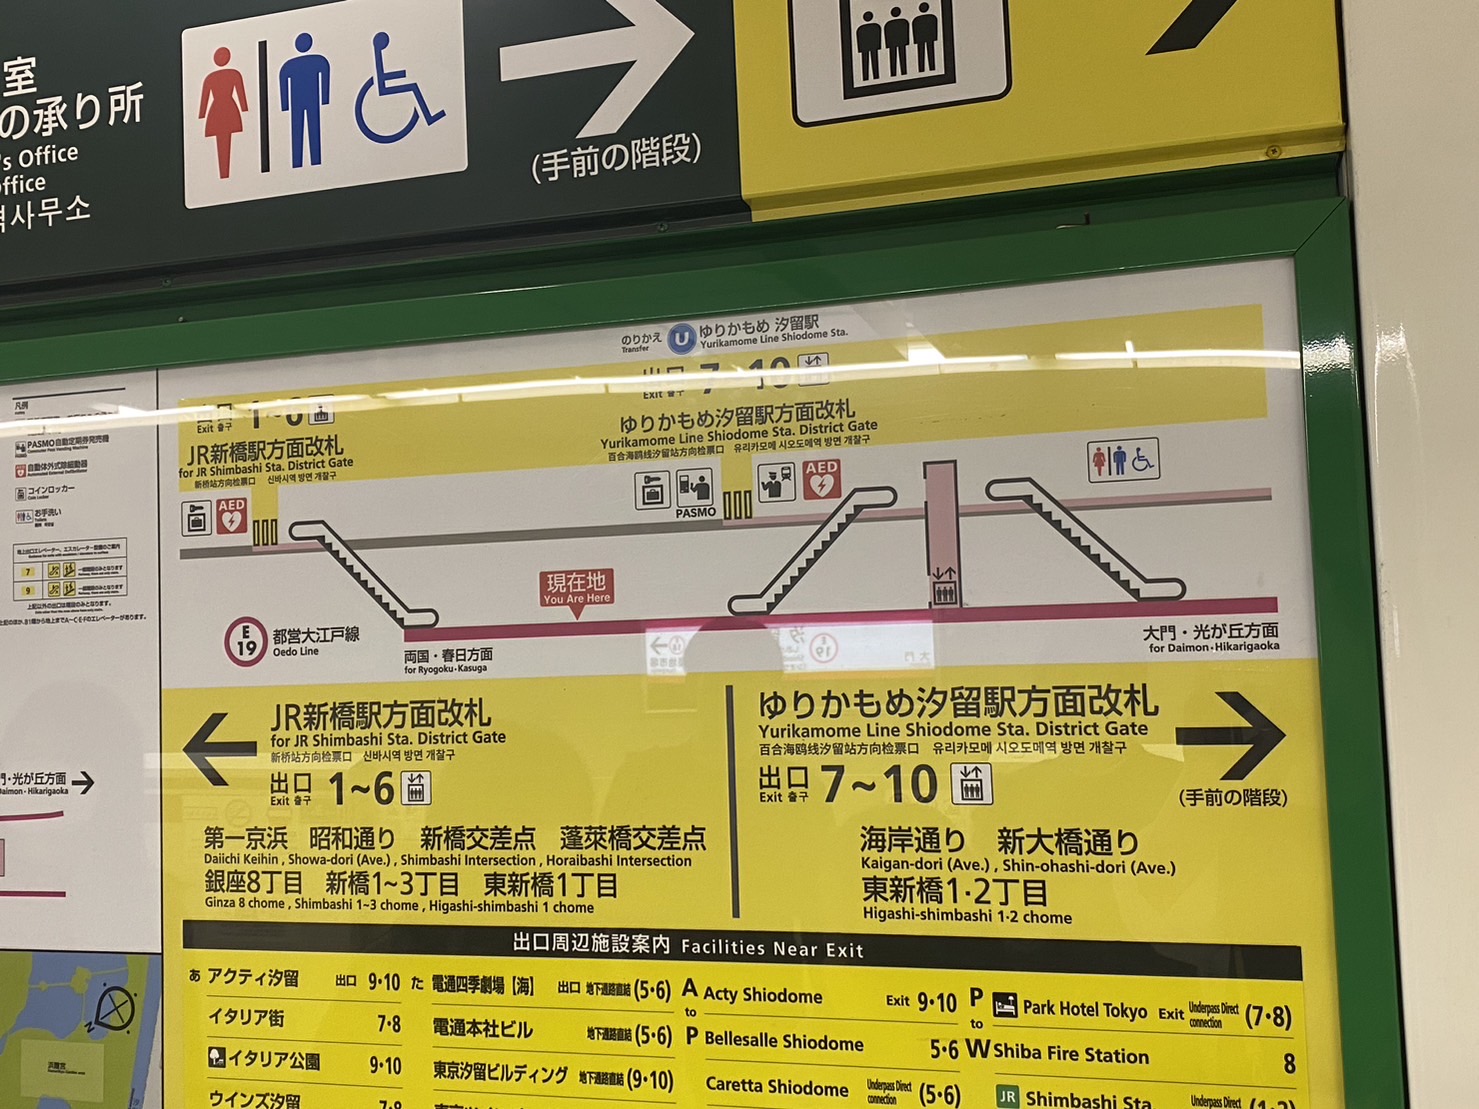 室
の承り所
's Office
office
역사무소
(手前の階段)
のりかえ
Transfer
U
ゆりかもめ 汐留駅
Yurikamome Line Shiodome Sta.
出口 7~10
Exit 출구
ゆりかもめ汐留駅方面改札
Yurikamome Line Shiodome Sta. District Gate
百合海鸥线汐留站方向检票口 유리카모메 시오도메역 방면 개찰구
出口 1~6
Exit 출구
JR新橋駅方面改札
for JR Shimbashi Sta. District Gate
新桥站方向检票口 신바시역 방면 개찰구
AED
PASMO
AED
現在地
You Are Here
E
19
都営大江戸線
Oedo Line
両国・春日方面
for Ryogoku・Kasuga
大門・光が丘方面
for Daimon・Hikarigaoka
凡例
PASMO自動定期券発売機
自動体外式除細動器
コインロッカー
お手洗い
7
9
門・光が丘方面
Daimon・Hikarigaoka
JR新橋駅方面改札
for JR Shimbashi Sta. District Gate
新桥站方向检票口 신바시역 방면 개찰구
出口 1~6
Exit 출구
第一京浜 昭和通り 新橋交差点 蓬莱橋交差点
Daiichi Keihin , Showa-dori (Ave.) , Shimbashi Intersection , Horaibashi Intersection
銀座8丁目 新橋1~3丁目 東新橋1丁目
Ginza 8 chome , Shimbashi 1~3 chome , Higashi-shimbashi 1 chome
ゆりかもめ汐留駅方面改札
Yurikamome Line Shiodome Sta. District Gate
百合海鸥线汐留站方向检票口 유리카모메 시오도메역 방면 개찰구
出口 7~10
Exit 출구
(手前の階段)
海岸通り 新大橋通り
Kaigan-dori (Ave.) , Shin-ohashi-dori (Ave.)
東新橋1・2丁目
Higashi-shimbashi 1・2 chome
出口周辺施設案内 Facilities Near Exit
あ アクティ汐留 出口 9・10
イタリア街 7・8
イタリア公園 9・10
ウインズ汐留 7・8
た 電通四季劇場[海] 出口 地下通路直結 (5・6)
電通本社ビル 地下通路直結 (5・6)
東京汐留ビルディング 地下通路直結 (9・10)
A to P
Acty Shiodome Exit 9・10
Bellesalle Shiodome 5・6
Caretta Shiodome Underpass Direct connection (5・6)
P to W
Park Hotel Tokyo Exit Underpass Direct connection (7・8)
Shiba Fire Station 8
JR Shimbashi Sta. Underpass Direct